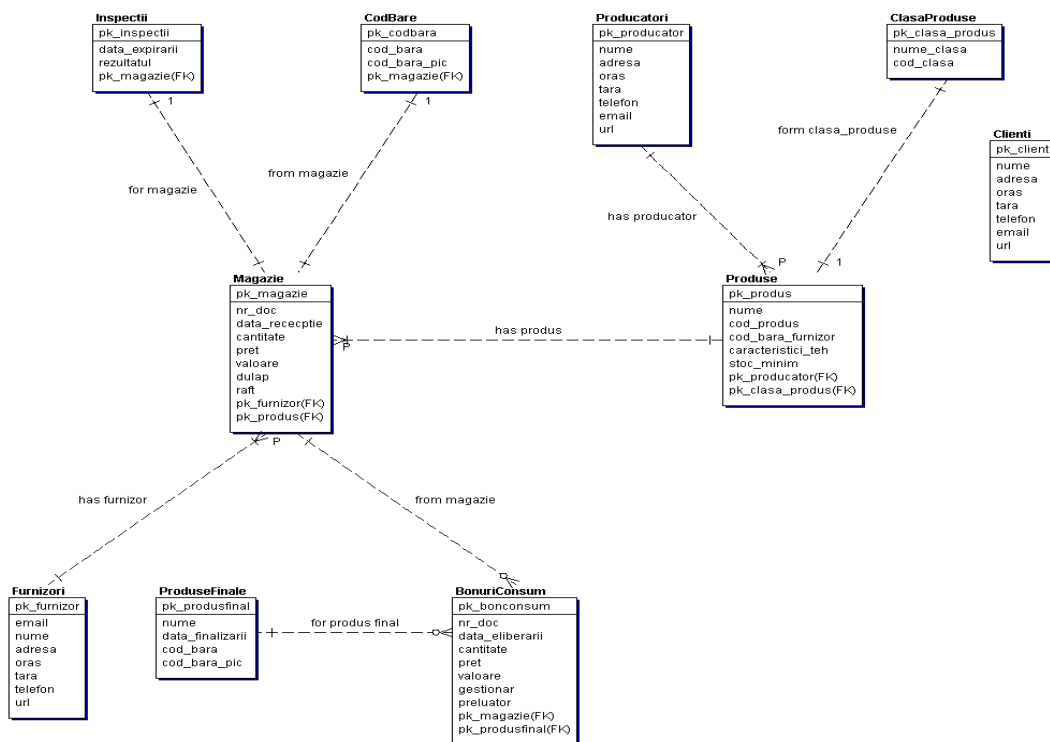 Inspectii
pk_inspectii
data_expirarii
rezultatul
pk_magazie(FK)
CodBare
pk_codbara
cod_bara
cod_bara_pic
pk_magazie(FK)
Producatori
pk_producator
nume
adresa
oras
tara
telefon
email
url
ClasaProduse
pk_clasa_produs
nume_clasa
cod_clasa
Clienti
pk_client
nume
adresa
oras
tara
telefon
email
url
1
1
for magazie
from magazie
has producator
form clasa_produse
P
1
Magazie
pk_magazie
nr_doc
data_rececptie
cantitate
pret
valoare
dulap
raft
pk_furnizor(FK)
pk_produs(FK)
P
has produs
Produse
pk_produs
nume
cod_produs
cod_bara_furnizor
caracteristici_teh
stoc_minim
pk_producator(FK)
pk_clasa_produs(FK)
P
has furnizor
from magazie
Furnizori
pk_furnizor
email
nume
adresa
oras
tara
telefon
url
ProduseFinale
pk_produsfinal
nume
data_finalizarii
cod_bara
cod_bara_pic
for produs final
BonuriConsum
pk_bonconsum
nr_doc
data_eliberarii
cantitate
pret
valoare
gestionar
preluator
pk_magazie(FK)
pk_produsfinal(FK)